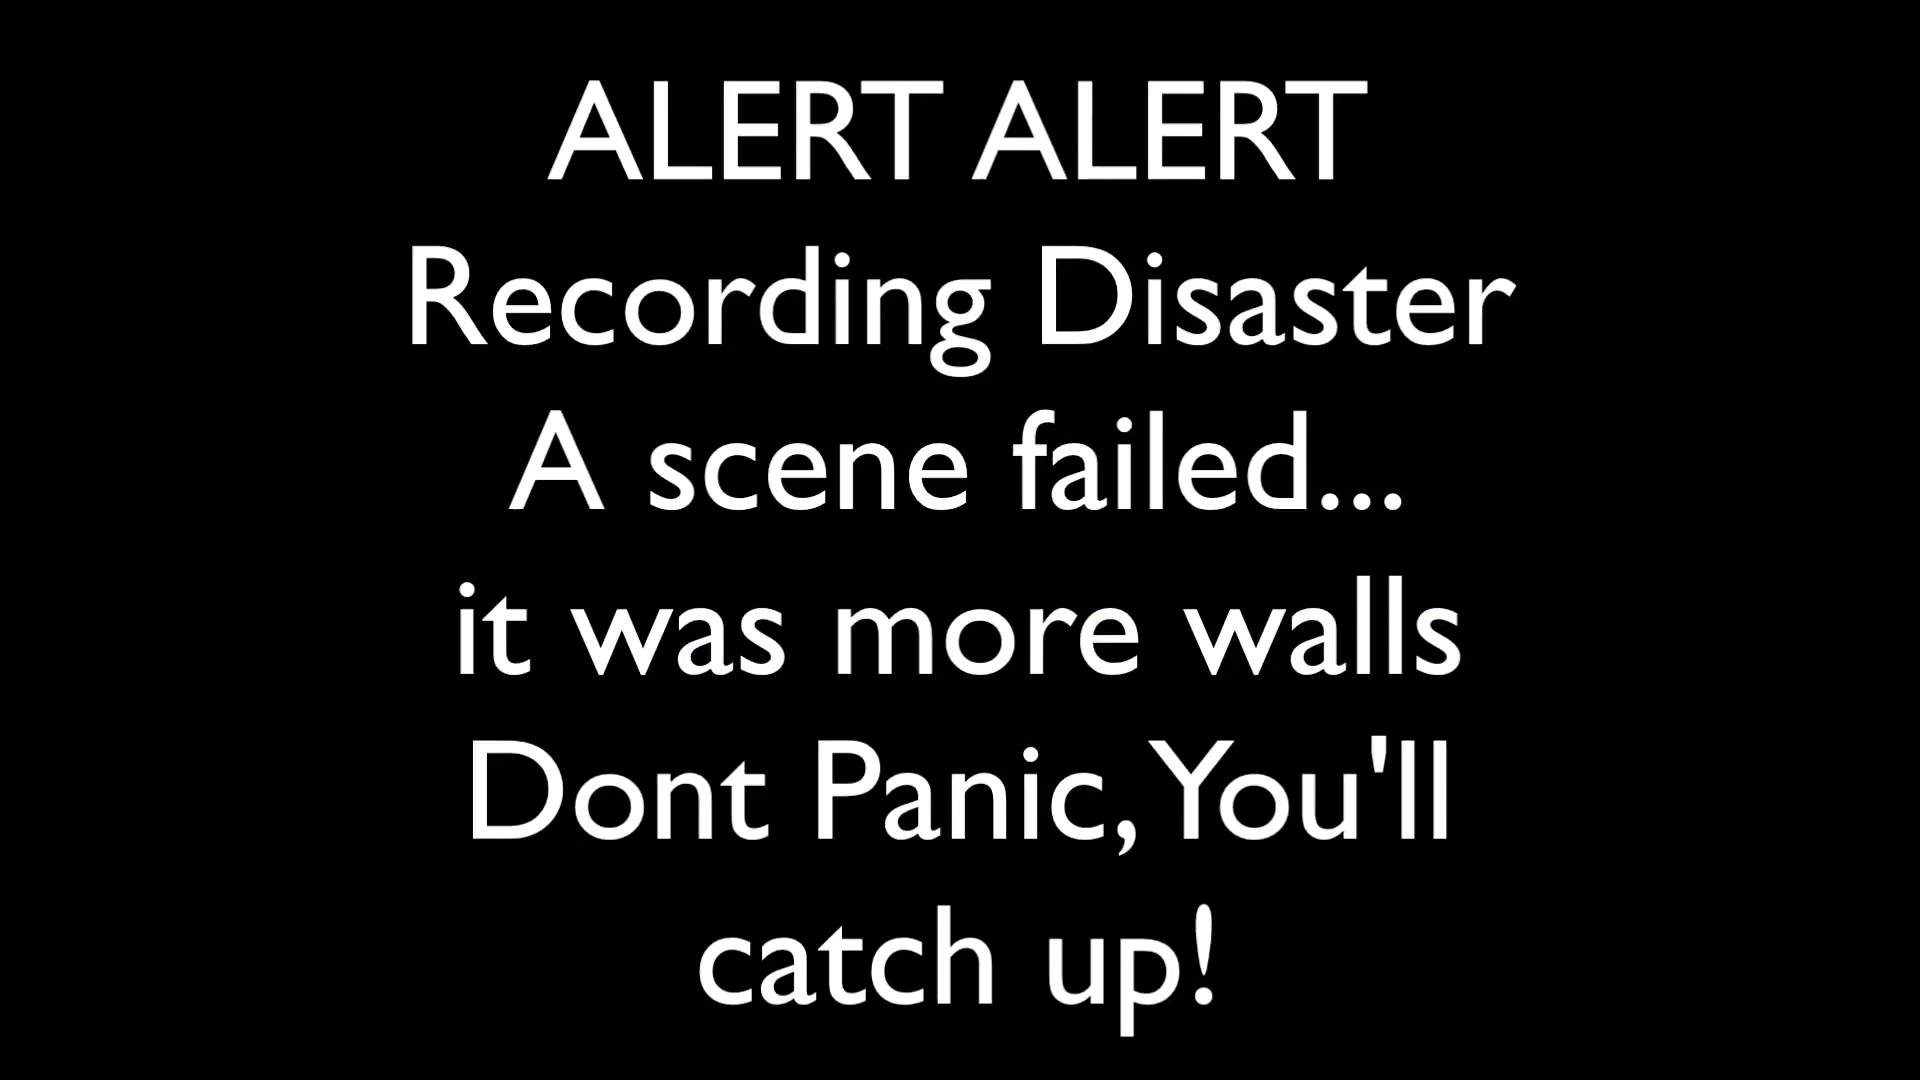 ALERT ALERT
Recording Disaster
A scene failed...
it was more walls
Dont Panic, You'll
catch up!